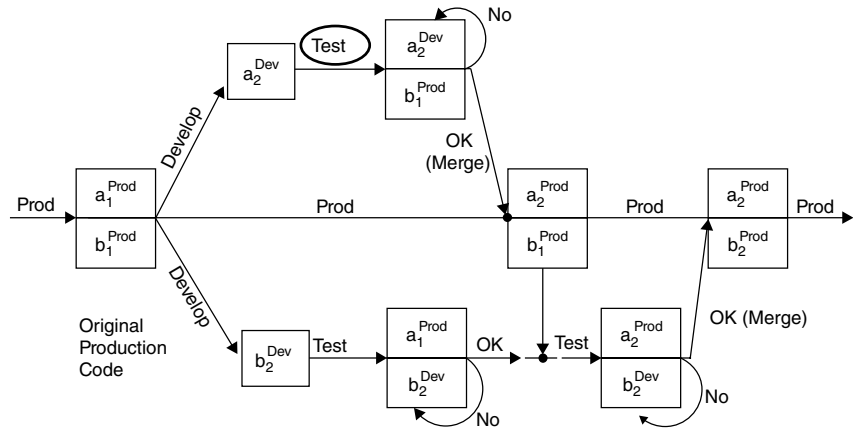 No
Test
a₂ᴰᵉᵛ
a₂ᴰᵉᵛ
b₁ᴾʳᵒᵈ
Develop
OK
(Merge)
Prod
a₁ᴾʳᵒᵈ
b₁ᴾʳᵒᵈ
Prod
a₂ᴾʳᵒᵈ
b₁ᴾʳᵒᵈ
Prod
a₂ᴾʳᵒᵈ
b₂ᴾʳᵒᵈ
Prod
Develop
Original
Production
Code
b₂ᴰᵉᵛ
Test
a₁ᴾʳᵒᵈ
b₂ᴰᵉᵛ
OK
Test
a₂ᴾʳᵒᵈ
b₂ᴰᵉᵛ
OK (Merge)
No
No